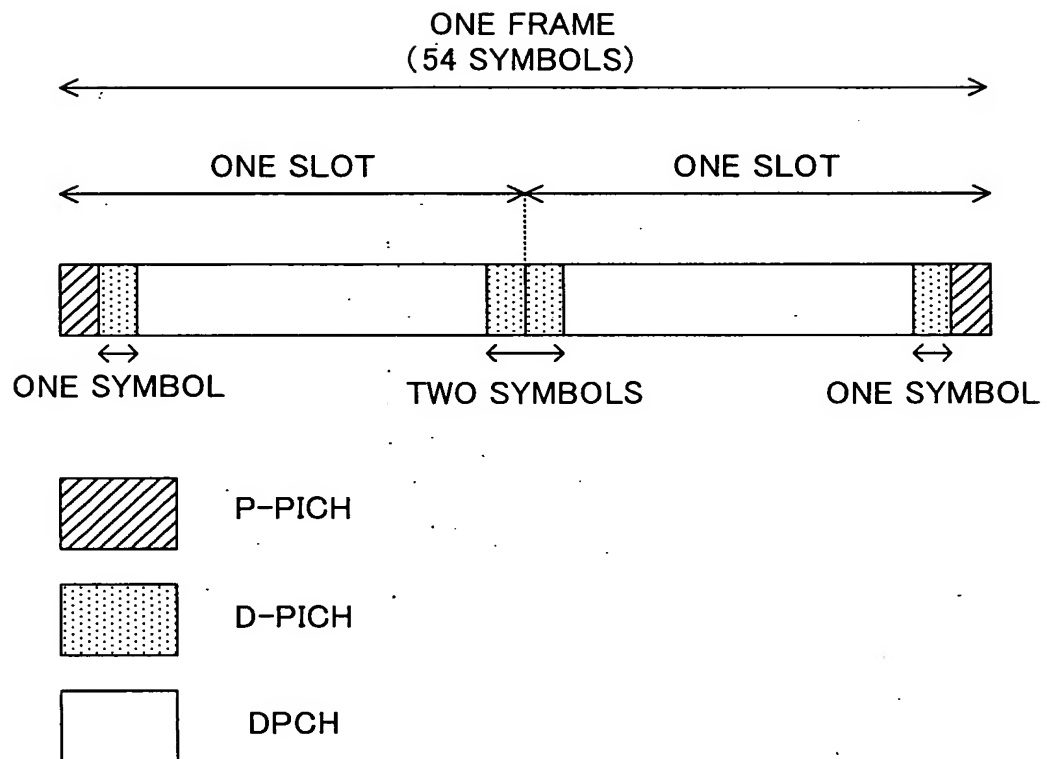 ONE FRAME
(54 SYMBOLS)
ONE SLOT ONE SLOT
ONE SYMBOL TWO SYMBOLS ONE SYMBOL
P-PICH
D-PICH
DPCH